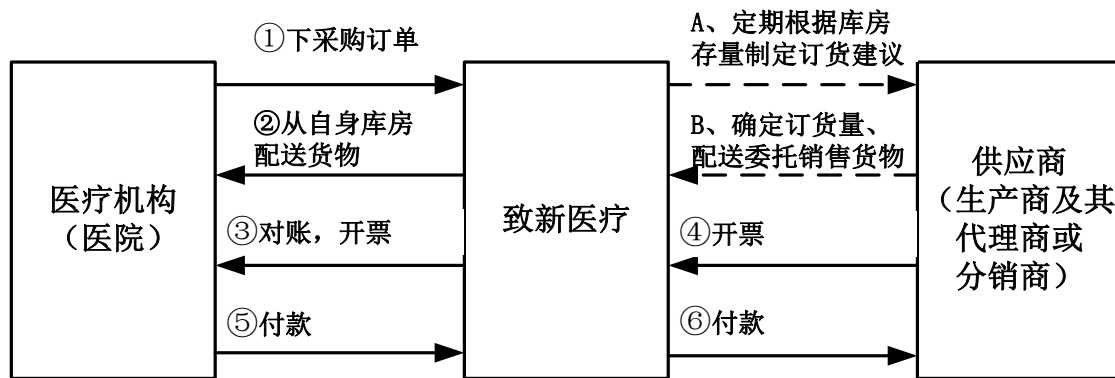 ①下采购订单
A、定期根据库房
存量制定订货建议
②从自身库房
配送货物
B、确定订货量、
配送委托销售货物
医疗机构
（医院）
致新医疗
供应商
（生产商及其
代理商或
分销商）
③对账，开票
④开票
⑤付款
⑥付款